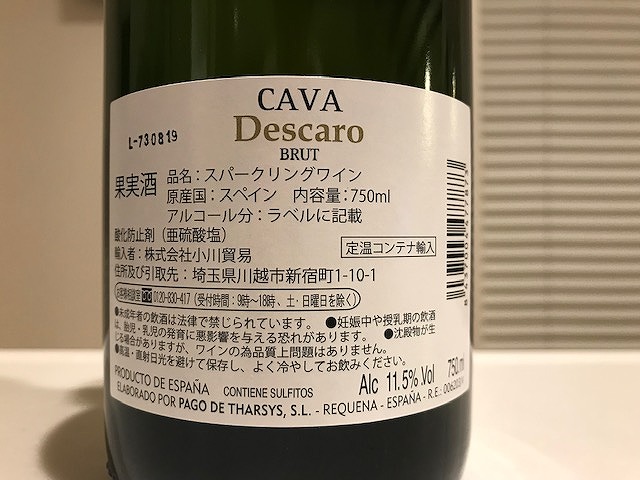 CAVA
Descaro
BRUT
L-730819
果実酒
品名：スパークリングワイン
原産国：スペイン　内容量：750ml
アルコール分：ラベルに記載
酸化防止剤（亜硫酸塩）
輸入者：株式会社小川貿易
定温コンテナ輸入
住所及び引取先：埼玉県川越市新宿町1-10-1
お客様相談室 0120-830-417（受付時間：9時〜18時、土・日曜日を除く）
●未成年者の飲酒は法律で禁じられています。 ●妊娠中や授乳期の飲酒
は、胎児・乳児の発育に悪影響を与える恐れがあります。 ●沈殿物が生
じる場合がありますが、ワインの為品質上問題はありません。
●高温・直射日光を避けて保存し、よく冷やしてお飲みください。
PRODUCTO DE ESPAÑA CONTIENE SULFITOS Alc 11.5% Vol 750ml
ELABORADO POR PAGO DE THARSYS, S.L. - REQUENA - ESPAÑA - R.E.: